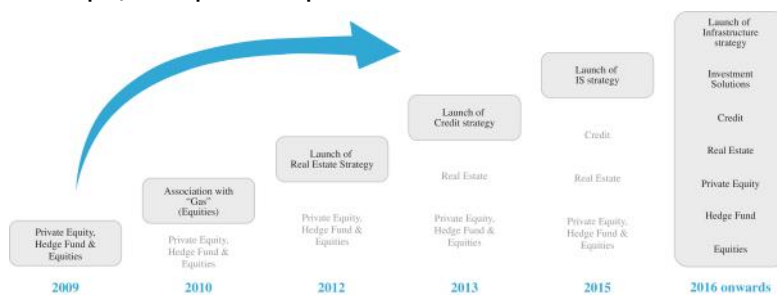 Private Equity,
Hedge Fund &
Equities
2009
Association with
"Gas"
(Equities)
Private Equity,
Hedge Fund &
Equities
2010
Launch of
Real Estate Strategy
Private Equity,
Hedge Fund &
Equities
2012
Launch of
Credit strategy
Real Estate
Private Equity,
Hedge Fund &
Equities
2013
Launch of
IS strategy
Credit
Real Estate
Private Equity,
Hedge Fund &
Equities
2015
Launch of
Infrastructure
strategy
Investment
Solutions
Credit
Real Estate
Private Equity
Hedge Fund
Equities
2016 onwards